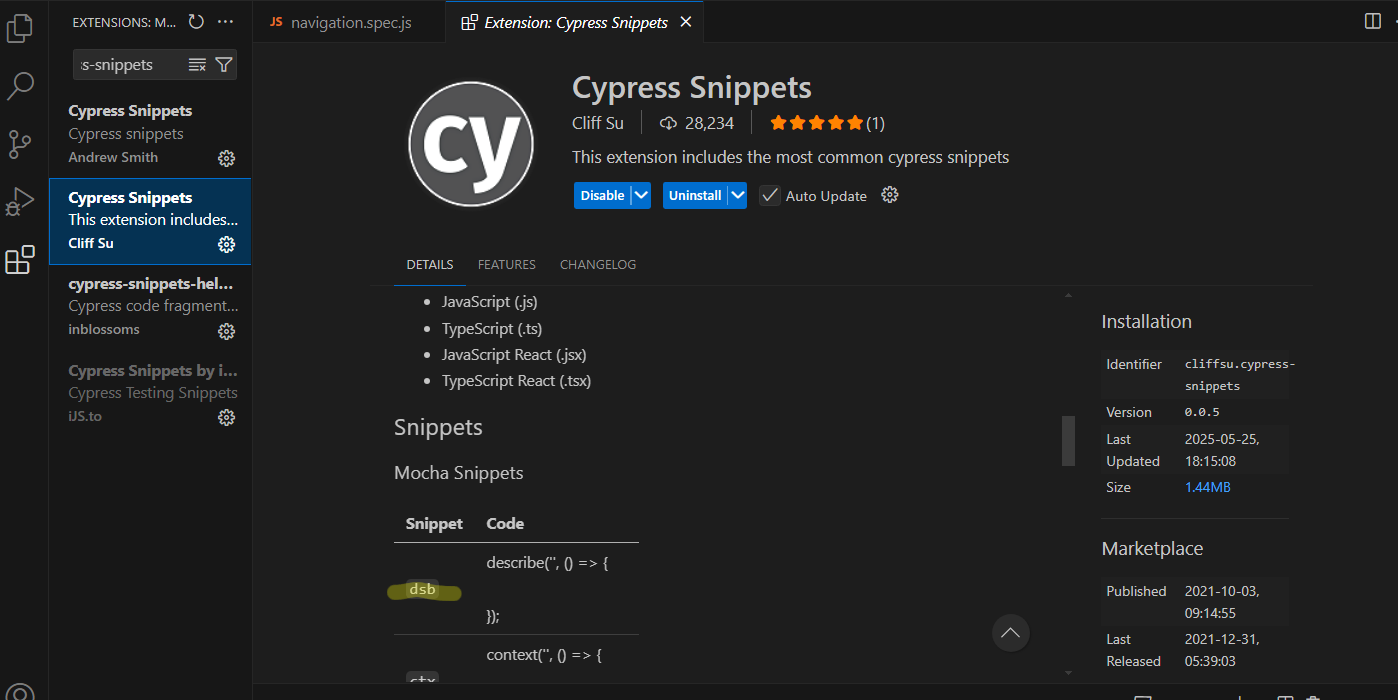 EXTENSIONS: M...
s-snippets
Cypress Snippets
Cypress snippets
Andrew Smith
Cypress Snippets
This extension includes...
Cliff Su
cypress-snippets-hel...
Cypress code fragment...
inblossoms
Cypress Snippets by i...
Cypress Testing Snippets
iJS.to
JS navigation.spec.js
Extension: Cypress Snippets
cy
Cypress Snippets
Cliff Su 28,234 (1)
This extension includes the most common cypress snippets
Disable Uninstall Auto Update
DETAILS FEATURES CHANGELOG
• JavaScript (.js)
• TypeScript (.ts)
• JavaScript React (.jsx)
• TypeScript React (.tsx)
Snippets
Mocha Snippets
Snippet Code
describe('', () => {
dsb
});
context('', () => {
ctx
Installation
Identifier cliffsu.cypress-
snippets
Version 0.0.5
Last 2025-05-25,
Updated 18:15:08
Size 1.44MB
Marketplace
Published 2021-10-03,
09:14:55
Last 2021-12-31,
Released 05:39:03